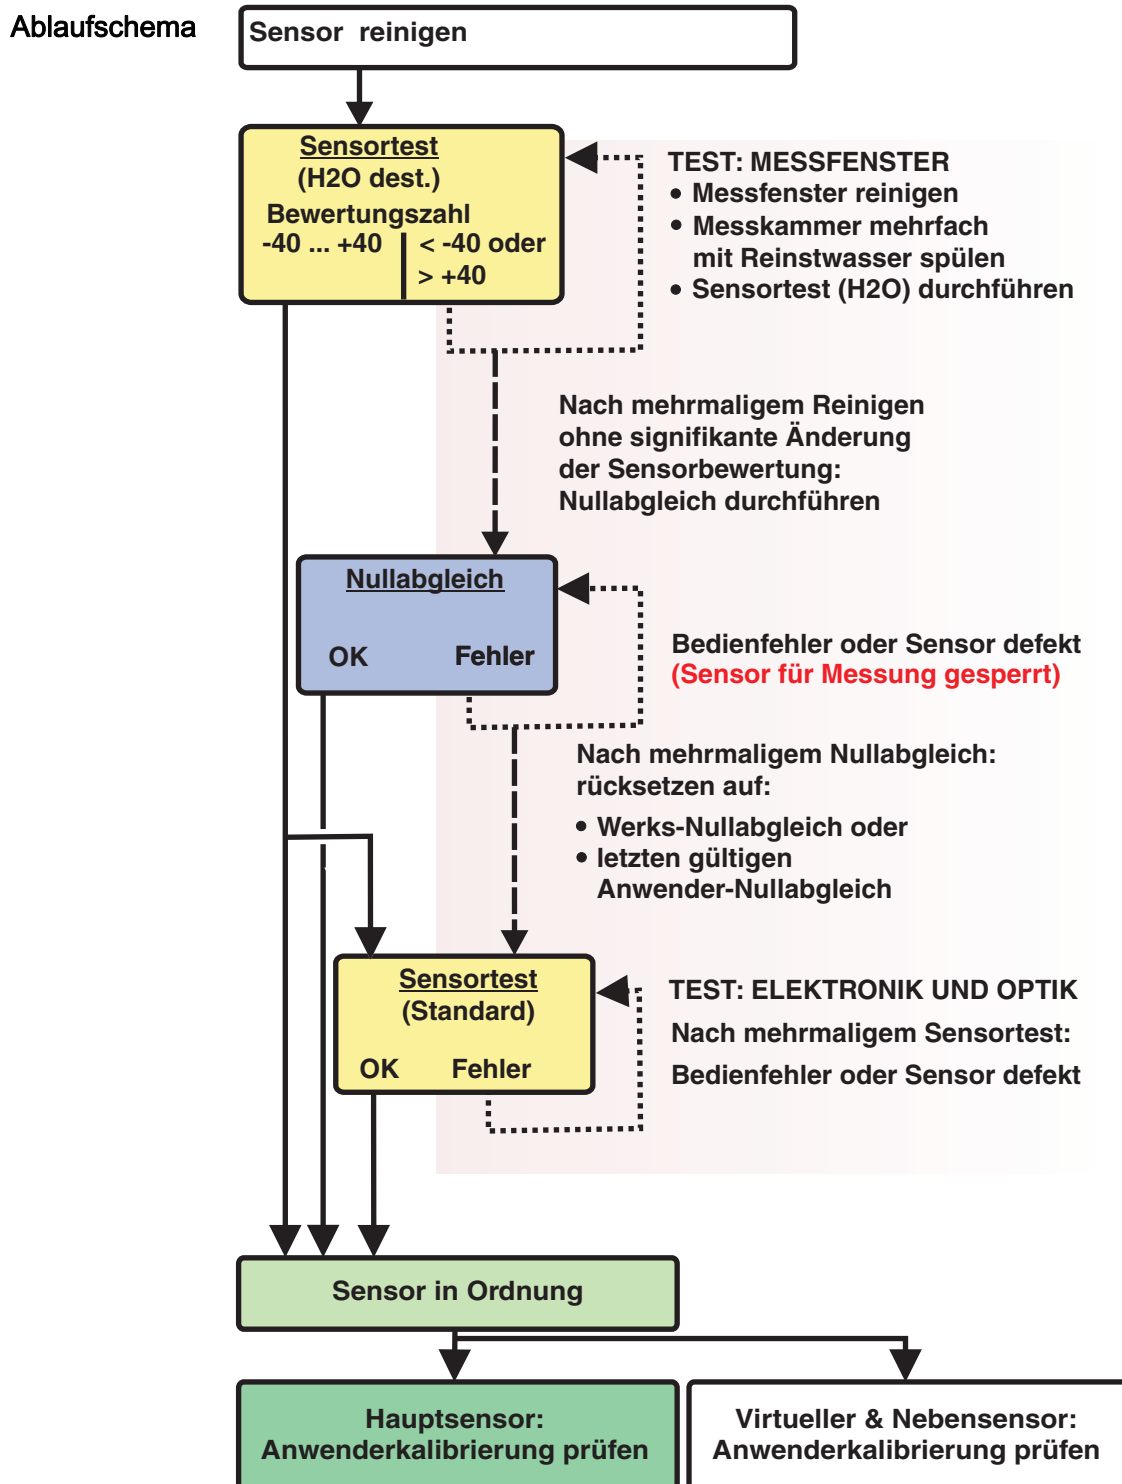 Ablaufschema
Sensor reinigen
Sensortest
(H2O dest.)
Bewertungszahl
-40 ... +40
< -40 oder
> +40
TEST: MESSFENSTER
• Messfenster reinigen
• Messkammer mehrfach
mit Reinstwasser spülen
• Sensortest (H2O) durchführen
Nach mehrmaligem Reinigen
ohne signifikante Änderung
der Sensorbewertung:
Nullabgleich durchführen
Nullabgleich
OK
Fehler
Bedienfehler oder Sensor defekt
(Sensor für Messung gesperrt)
Nach mehrmaligem Nullabgleich:
rücksetzen auf:
• Werks-Nullabgleich oder
• letzten gültigen
Anwender-Nullabgleich
Sensortest
(Standard)
OK
Fehler
TEST: ELEKTRONIK UND OPTIK
Nach mehrmaligem Sensortest:
Bedienfehler oder Sensor defekt
Sensor in Ordnung
Hauptsensor:
Anwenderkalibrierung prüfen
Virtueller & Nebensensor:
Anwenderkalibrierung prüfen